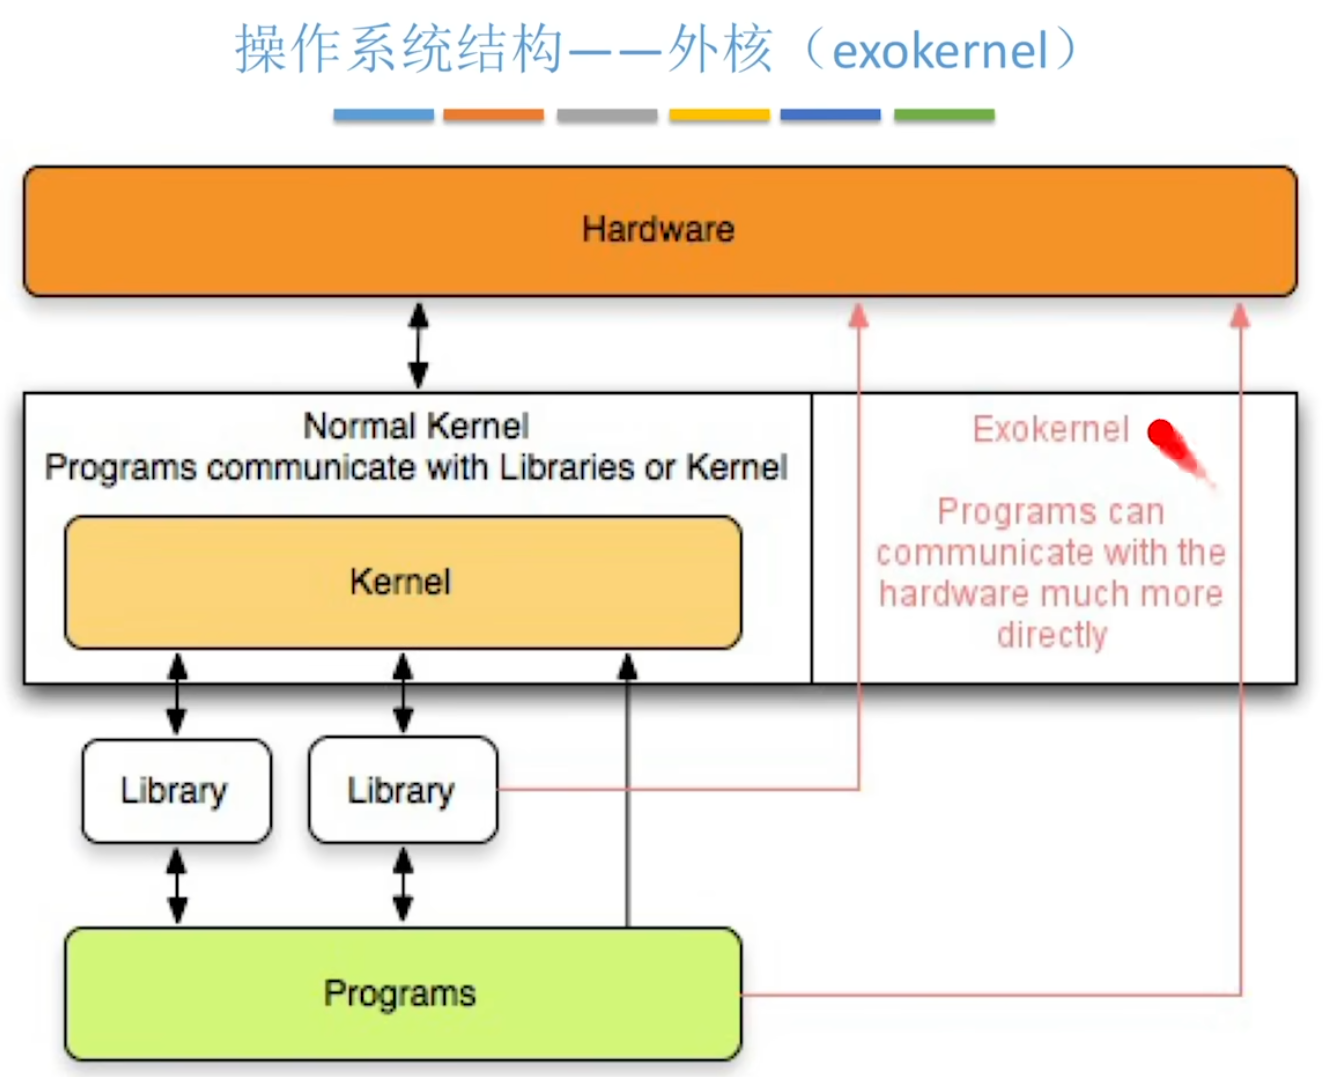 操作系统结构——外核（exokernel）
Hardware
Normal Kernel
Programs communicate with Libraries or Kernel
Kernel
Exokernel
Programs can
communicate with the
hardware much more
directly
Library
Library
Programs